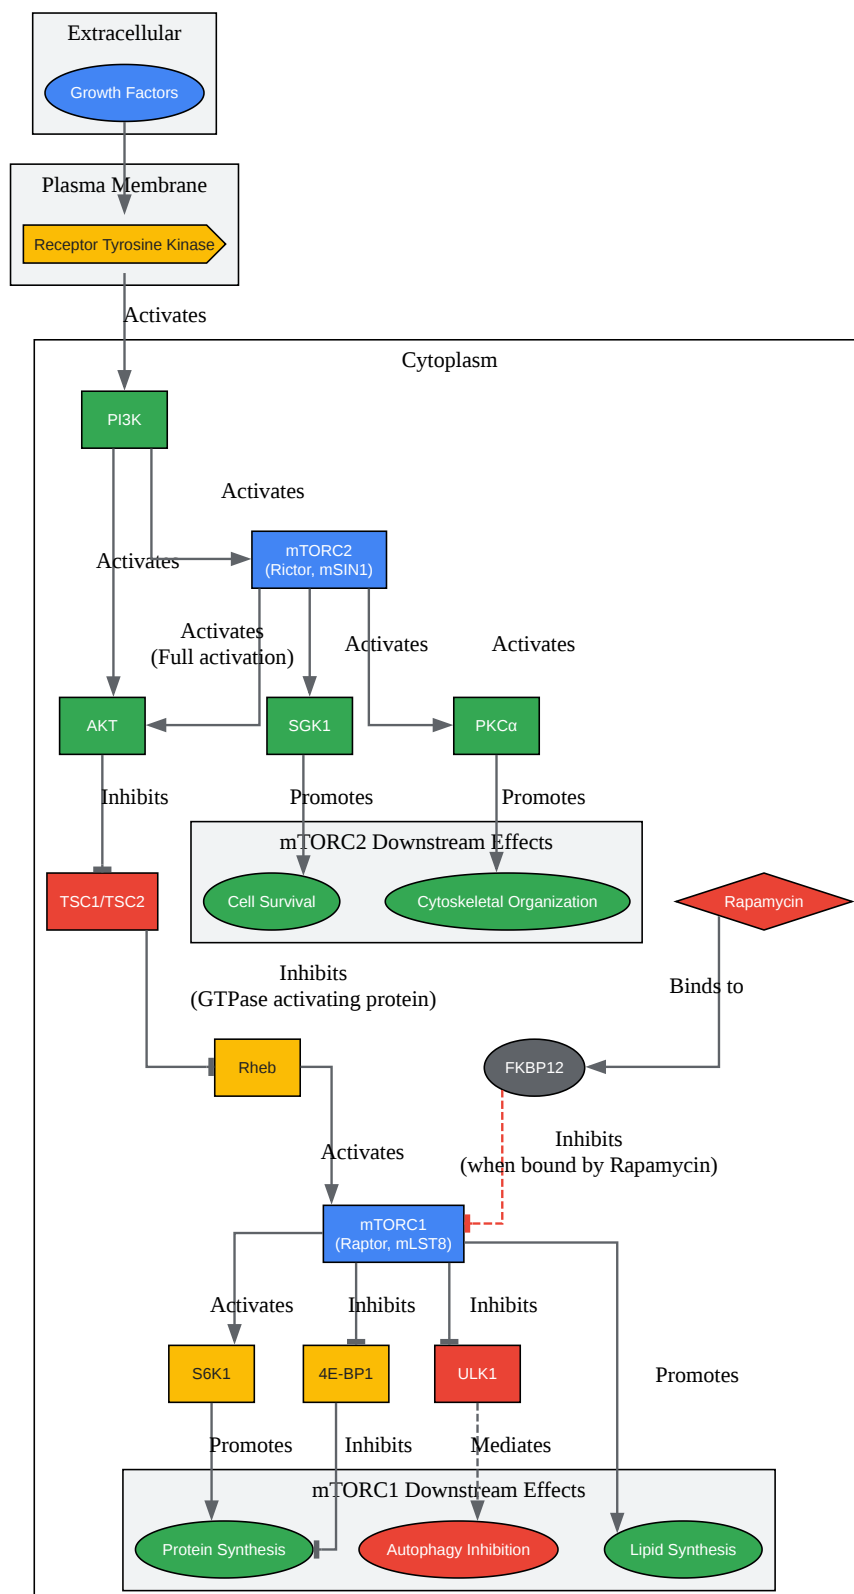 Extracellular
Growth Factors
Plasma Membrane
Receptor Tyrosine Kinase
Activates
Cytoplasm
PI3K
Activates
mTORC2
(Rictor, mSIN1)
Activates
Activates
(Full activation)
Activates
Activates
AKT
SGK1
PKCα
Inhibits
Promotes
Promotes
mTORC2 Downstream Effects
TSC1/TSC2
Cell Survival
Cytoskeletal Organization
Rapamycin
Inhibits
(GTPase activating protein)
Binds to
Rheb
FKBP12
Activates
Inhibits
(when bound by Rapamycin)
mTORC1
(Raptor, mLST8)
Activates
Inhibits
Inhibits
S6K1
4E-BP1
ULK1
Promotes
Promotes
Inhibits
Mediates
mTORC1 Downstream Effects
Protein Synthesis
Autophagy Inhibition
Lipid Synthesis